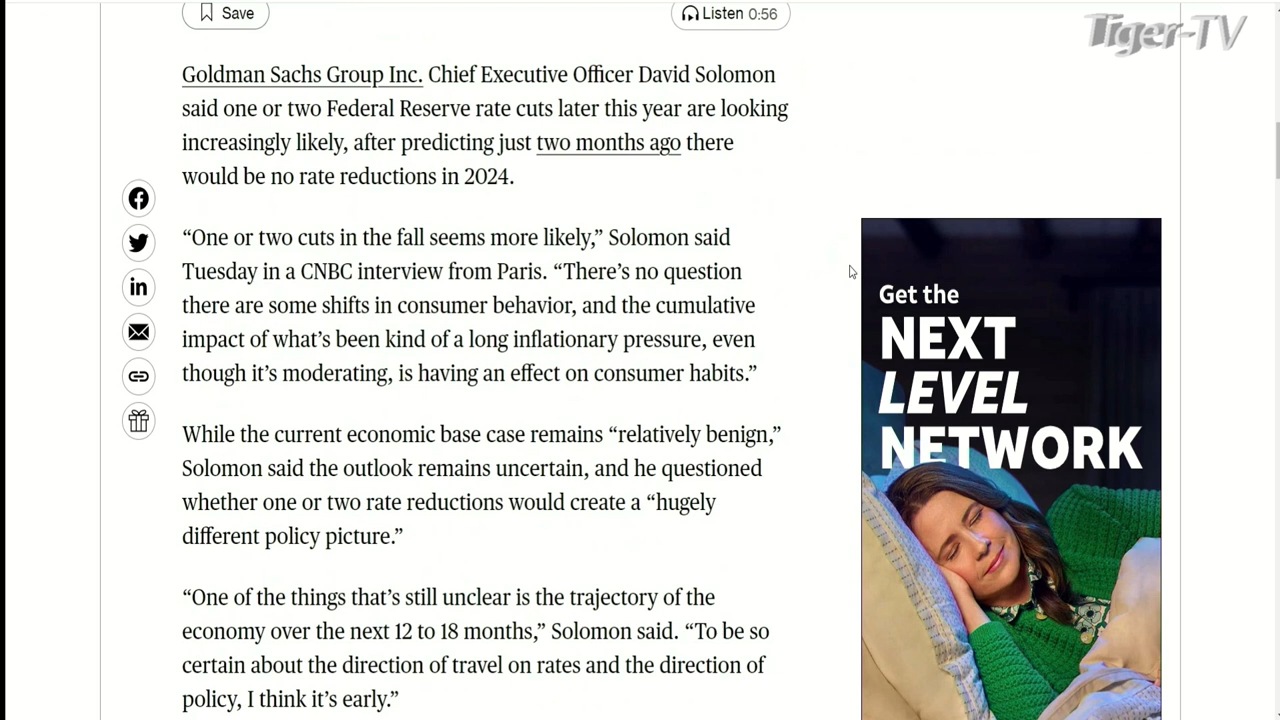 Save
Listen 0:56
Tiger-TV
Goldman Sachs Group Inc. Chief Executive Officer David Solomon
said one or two Federal Reserve rate cuts later this year are looking
increasingly likely, after predicting just two months ago there
would be no rate reductions in 2024.
“One or two cuts in the fall seems more likely,” Solomon said
Tuesday in a CNBC interview from Paris. “There’s no question
there are some shifts in consumer behavior, and the cumulative
impact of what’s been kind of a long inflationary pressure, even
though it’s moderating, is having an effect on consumer habits.”
While the current economic base case remains “relatively benign,”
Solomon said the outlook remains uncertain, and he questioned
whether one or two rate reductions would create a “hugely
different policy picture.”
“One of the things that’s still unclear is the trajectory of the
economy over the next 12 to 18 months,” Solomon said. “To be so
certain about the direction of travel on rates and the direction of
policy, I think it’s early.”
in
Get the
NEXT
LEVEL
NETWORK